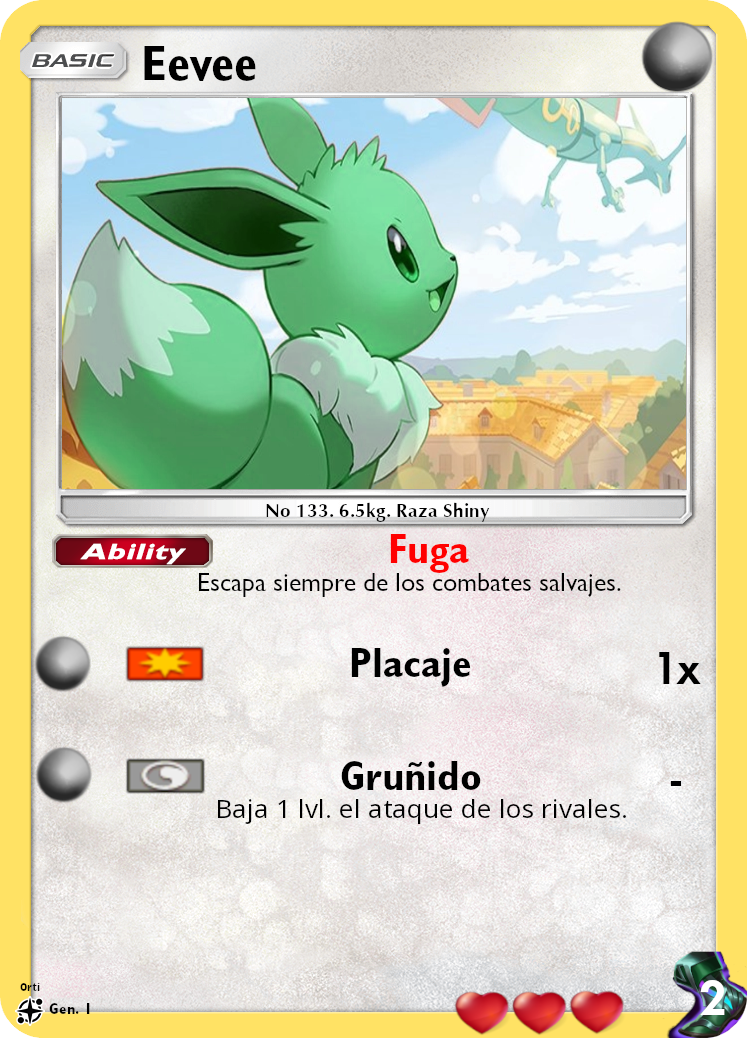 BASIC Eevee
No 133. 6.5kg. Raza Shiny
Ability Fuga
Escapa siempre de los combates salvajes.
Placaje 1x
Gruñido -
Baja 1 lvl. el ataque de los rivales.
Orti
Gen. I
2